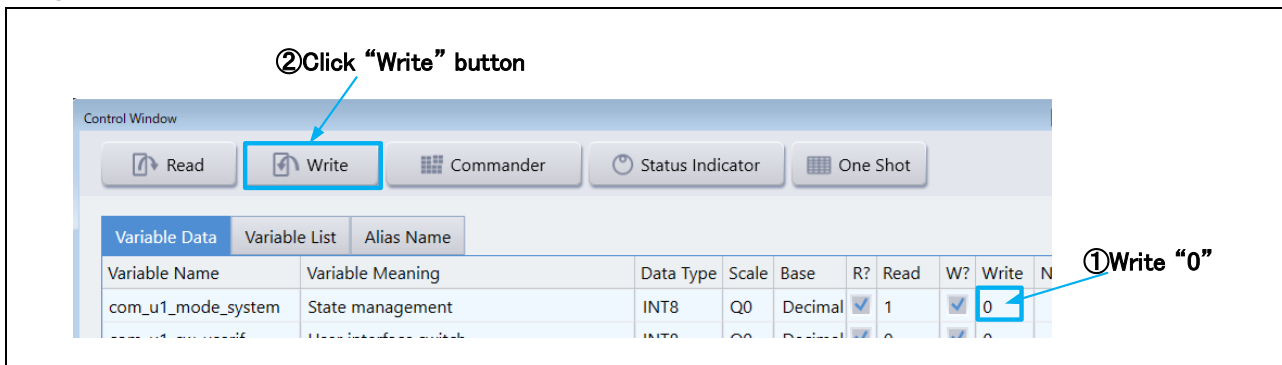 ②Click “Write” button
Control Window
Read Write Commander Status Indicator One Shot
Variable Data Variable List Alias Name
①Write “0”
Variable Name Variable Meaning Data Type Scale Base R? Read W? Write N
com_u1_mode_system State management INT8 Q0 Decimal 1 0